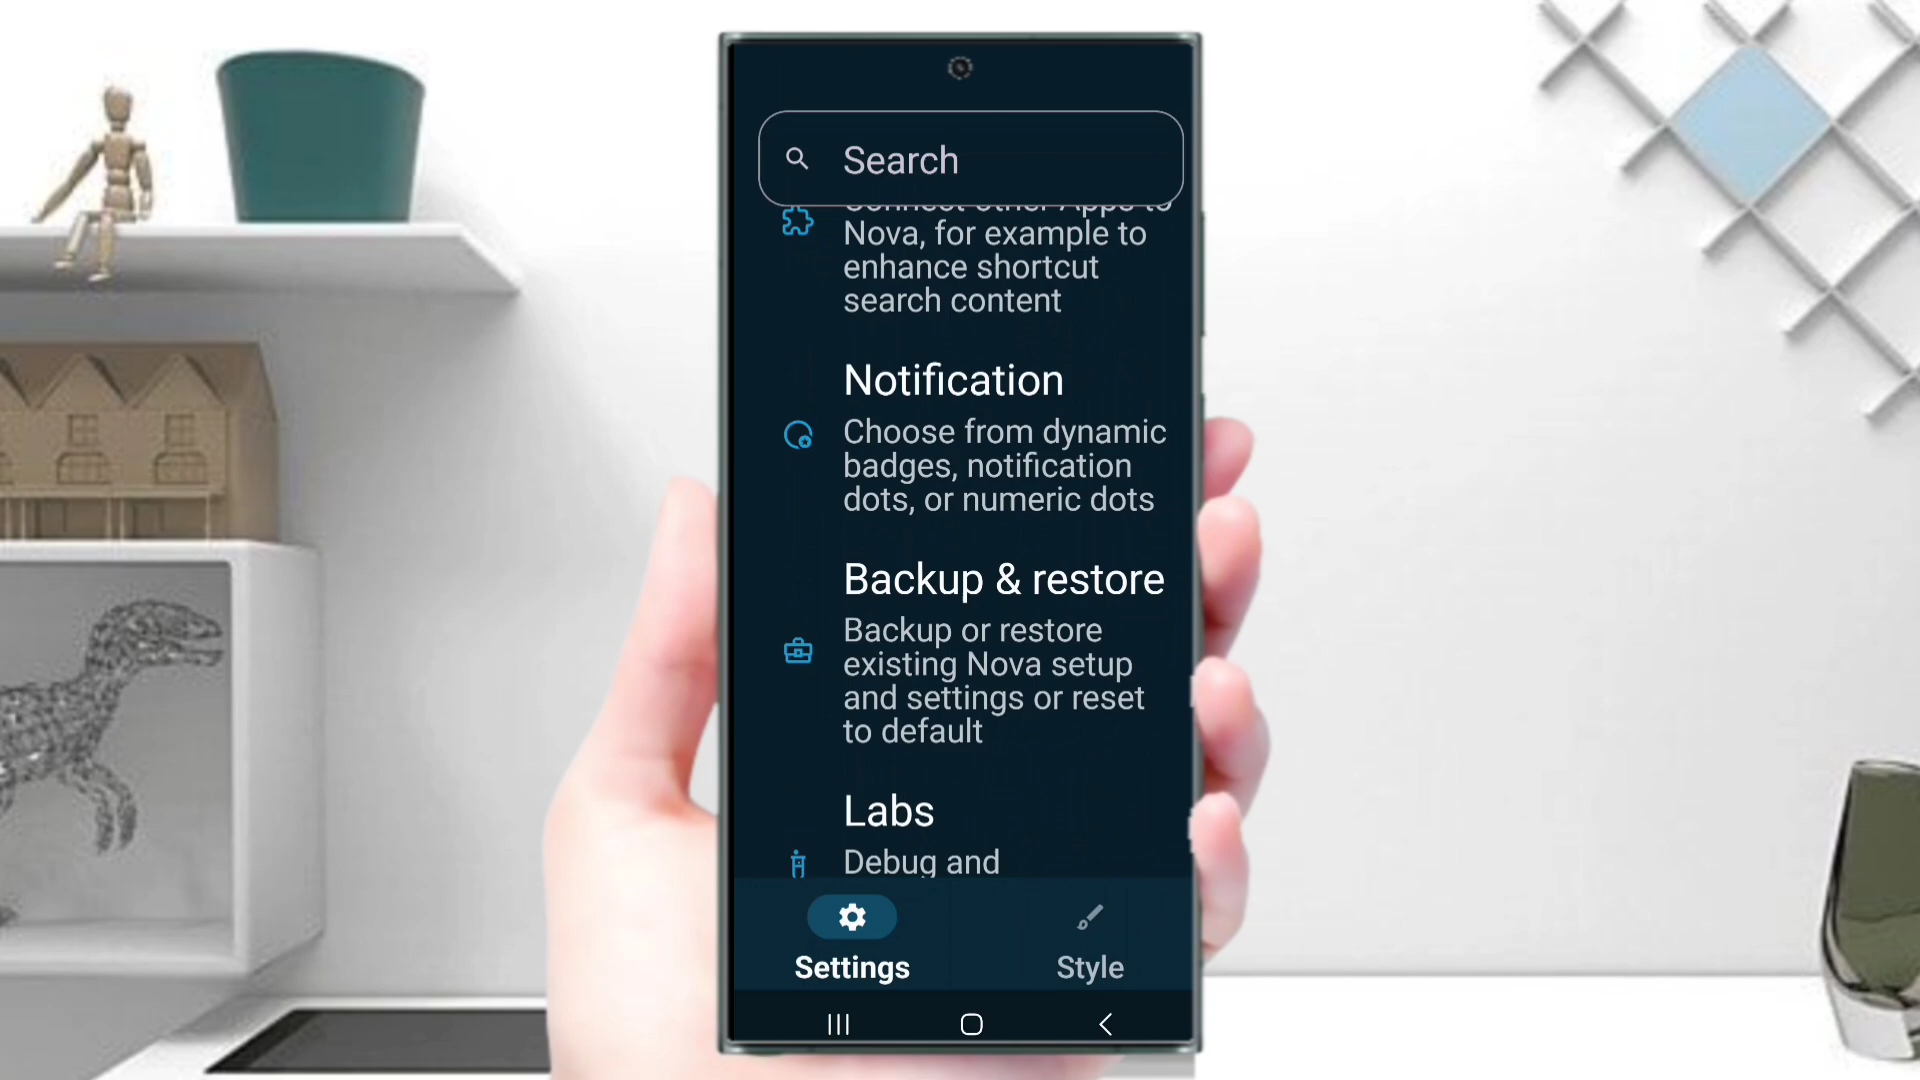 Search
Connect other Apps to
Nova, for example to
enhance shortcut
search content
Notification
Choose from dynamic
badges, notification
dots, or numeric dots
Backup & restore
Backup or restore
existing Nova setup
and settings or reset
to default
Labs
Debug and
Settings
Style